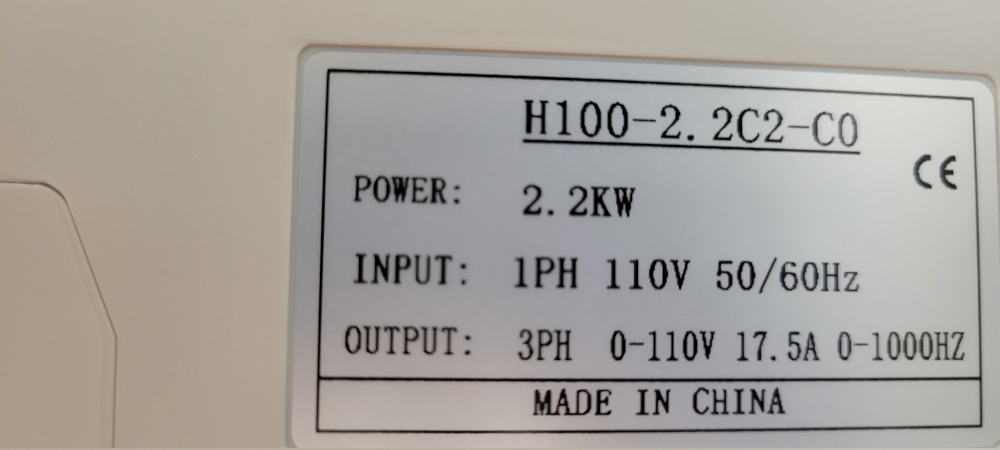 H100-2.2C2-C0
CE
POWER: 2.2KW
INPUT: 1PH 110V 50/60Hz
OUTPUT: 3PH 0-110V 17.5A 0-1000HZ
MADE IN CHINA